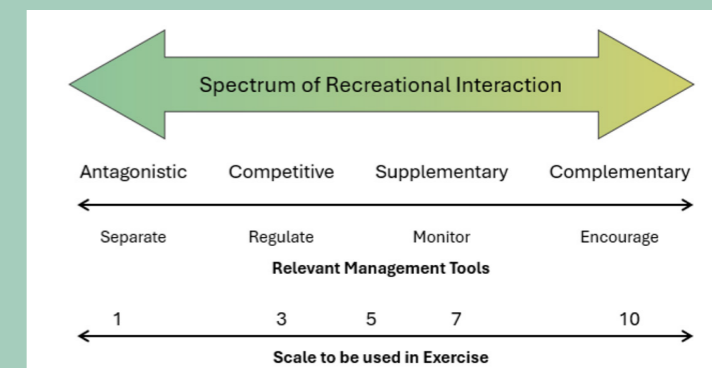 Spectrum of Recreational Interaction
Antagonistic Competitive Supplementary Complementary
Separate Regulate Monitor Encourage
Relevant Management Tools
1 3 5 7 10
Scale to be used in Exercise